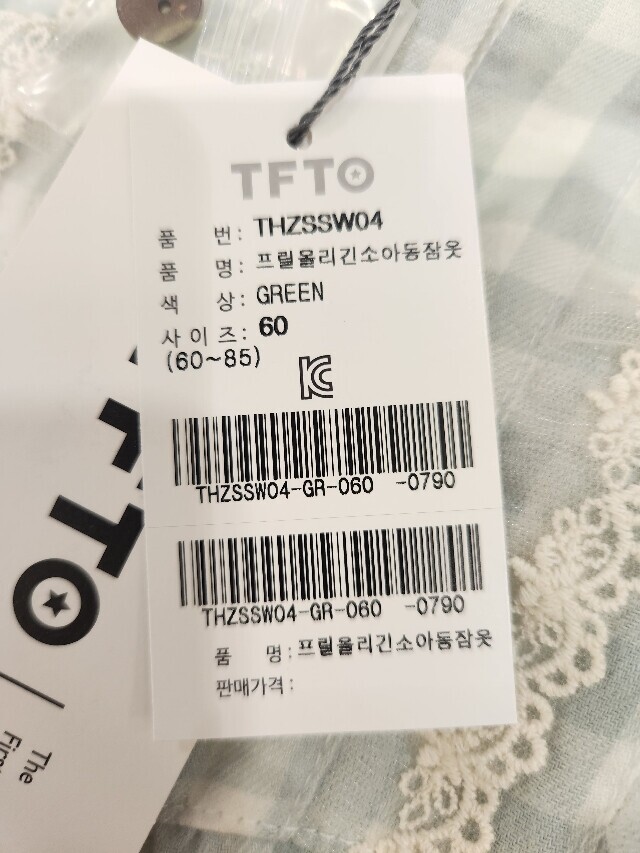 TFTO
품 번: THZSSW04
품 명: 프릴올리긴소아동잠옷
색 상: GREEN
사이즈: 60
(60~85)
THZSSW04-GR-060 -0790
THZSSW04-GR-060 -0790
품 명: 프릴올리긴소아동잠옷
판매가격:
TFTO
The